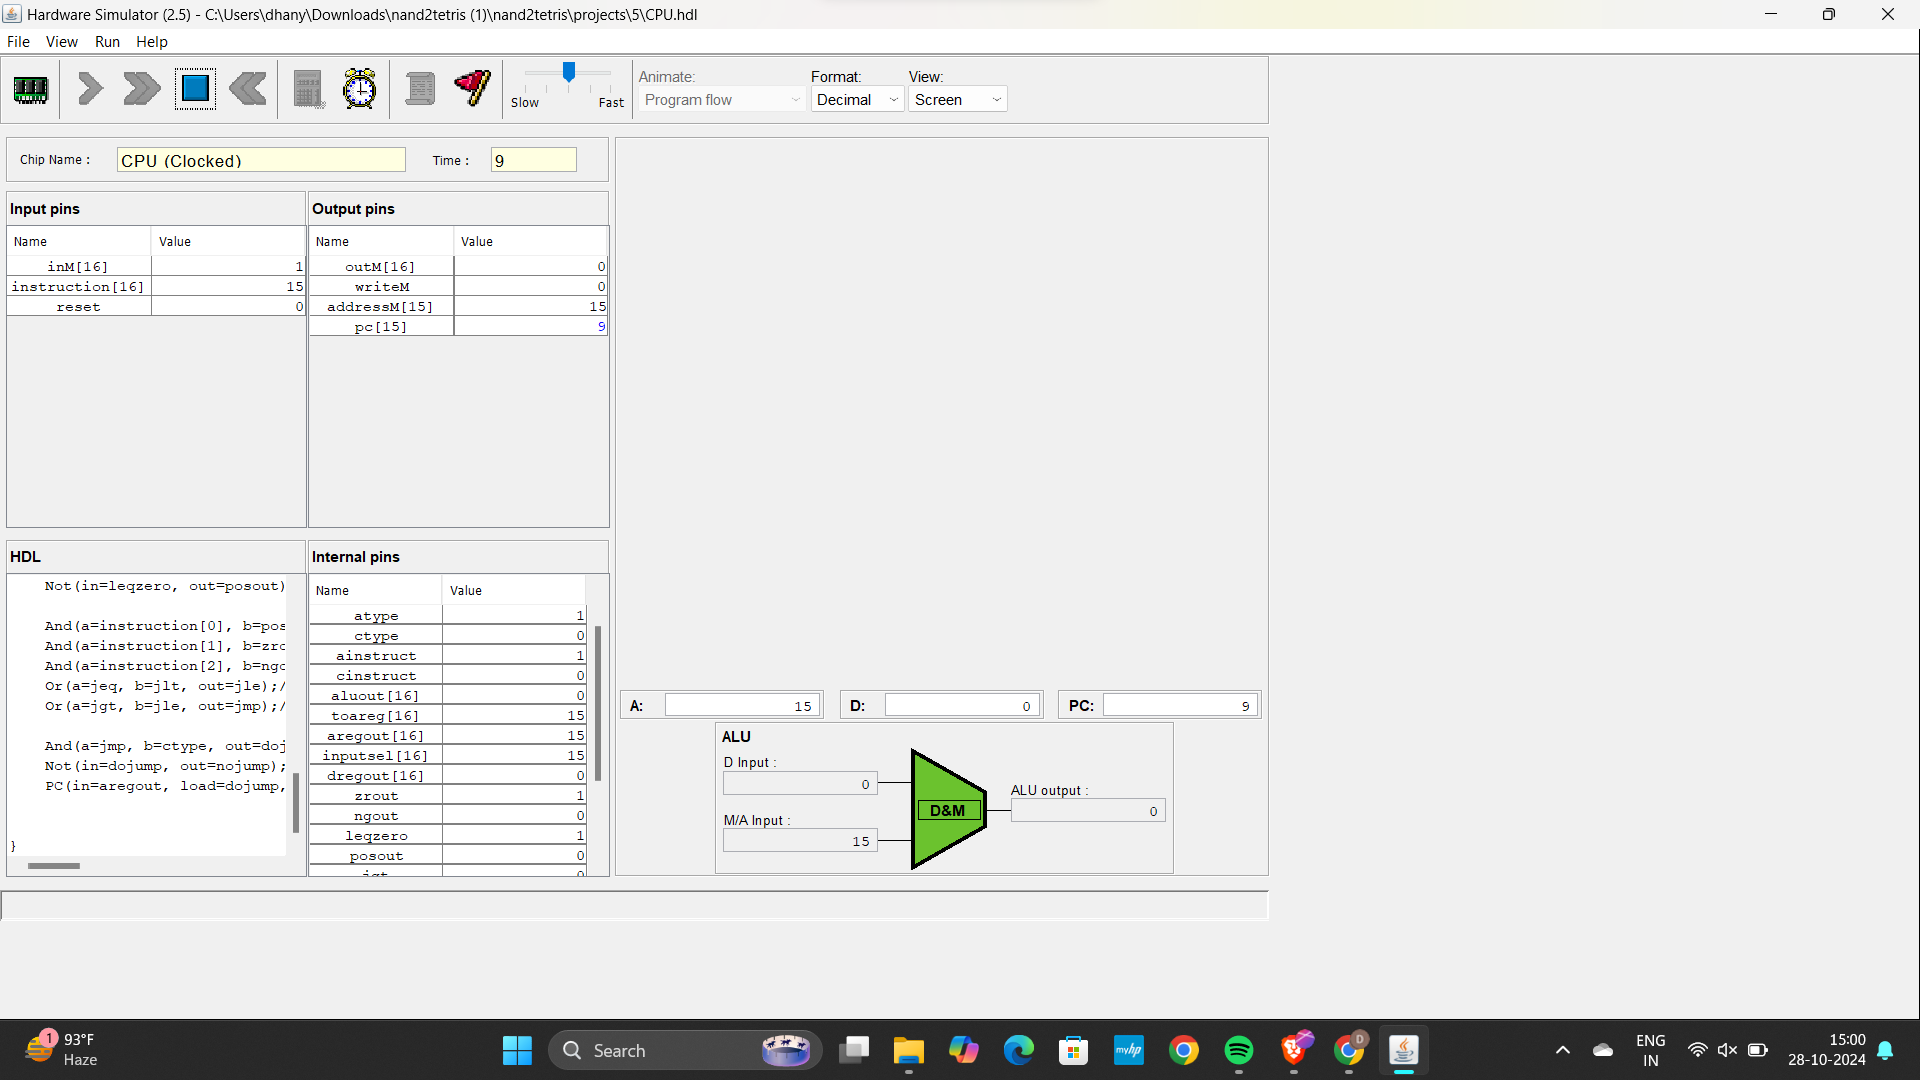 Hardware Simulator (2.5) - C:\Users\dhany\Downloads\nand2tetris (1)\nand2tetris\projects\5\CPU.hdl
File View Run Help
Slow Fast
Animate:
Program flow
Format:
Decimal
View:
Screen
Chip Name :
CPU (Clocked)
Time :
9
Input pins
Name Value
inM[16] 1
instruction[16] 15
reset 0
Output pins
Name Value
outM[16] 0
writeM 0
addressM[15] 15
pc[15] 9
HDL
Not(in=leqzero, out=posout)
And(a=instruction[0], b=pos
And(a=instruction[1], b=zro
And(a=instruction[2], b=ngo
Or(a=jeq, b=jlt, out=jle);/
Or(a=jgt, b=jle, out=jmp);/
And(a=jmp, b=ctype, out=doj
Not(in=dojump, out=nojump);
PC(in=aregout, load=dojump,
}
Internal pins
Name Value
atype 1
ctype 0
ainstruct 1
cinstruct 0
aluout[16] 0
toareg[16] 15
aregout[16] 15
inputsel[16] 15
dregout[16] 0
zrout 1
ngout 0
leqzero 1
posout 0
A: 15
D: 0
PC: 9
ALU
D Input :
0
M/A Input :
15
D&M
ALU output :
0
1
93°F
Haze
Search
myhp
D
ENG
IN
15:00
28-10-2024